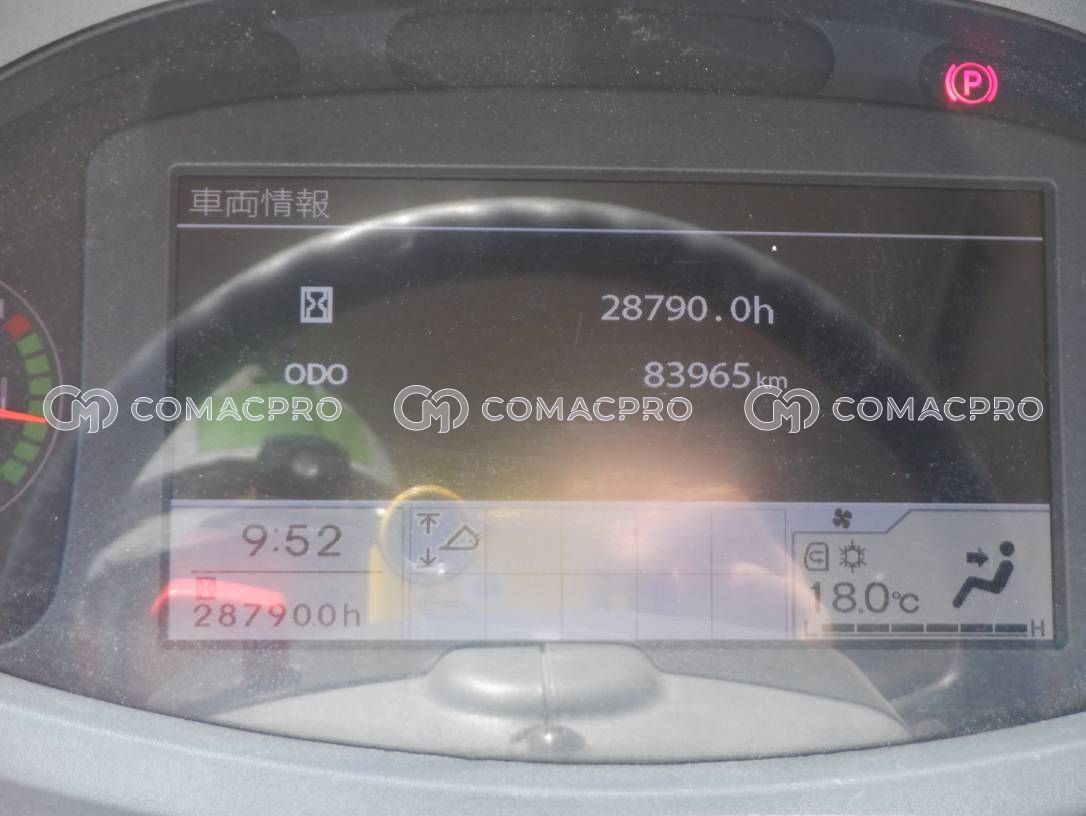 P
車両情報
28790.0h
ODO 83965km
COMACPRO COMACPRO COMACPRO
9:52
28790.0h
18.0℃
L H